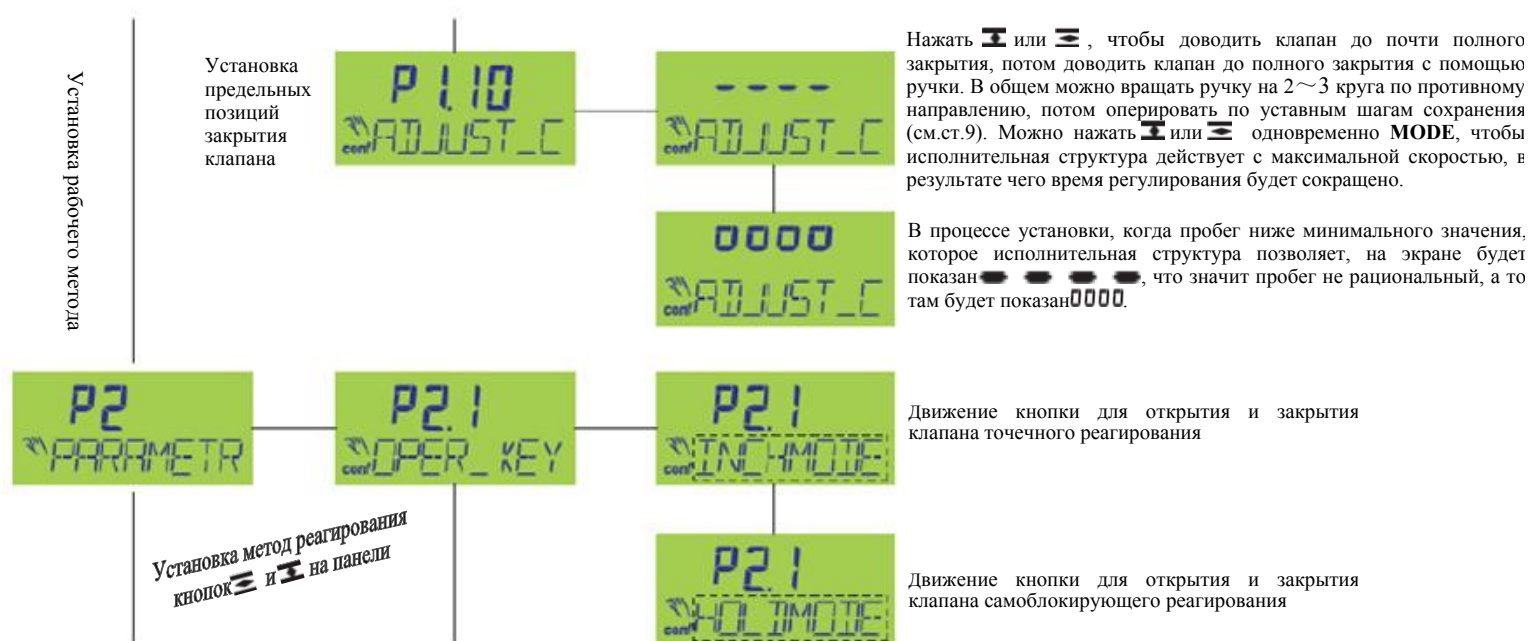 Установка рабочего метода
Установка
предельных
позиций
закрытия
клапана
P1.10
conf ADJUST_C
----
conf ADJUST_C
Нажать или , чтобы доводить клапан до почти полного
закрытия, потом доводить клапан до полного закрытия с помощью
ручки. В общем можно вращать ручку на 2～3 круга по противному
направлению, потом оперировать по уставным шагам сохранения
(см.ст.9). Можно нажать или одновременно MODE, чтобы
исполнительная структура действует с максимальной скоростью, в
результате чего время регулирования будет сокращено.
0000
conf ADJUST_C
В процессе установки, когда пробег ниже минимального значения,
которое исполнительная структура позволяет, на экране будет
показан , что значит пробег не рациональный, а то
там будет показан 0000.
P2
PARAMETR
P2.1
conf OPER_KEY
P2.1
conf INCHMODE
Движение кнопки для открытия и закрытия
клапана точечного реагирования
Установка метод реагирования
кнопок и на панели
P2.1
conf HOLDMODE
Движение кнопки для открытия и закрытия
клапана самоблокирующего реагирования